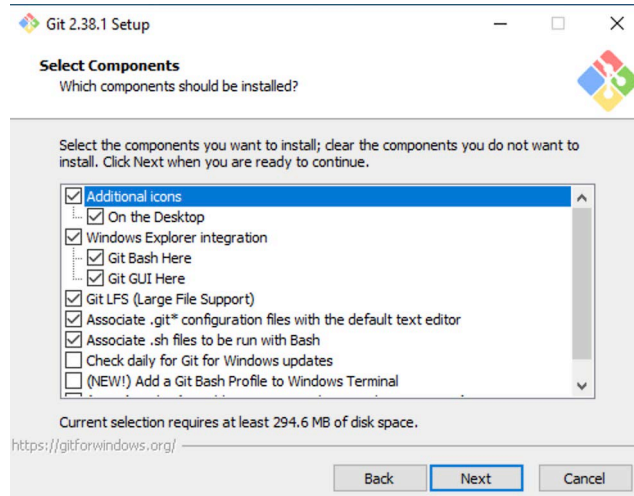 Git 2.38.1 Setup
Select Components
Which components should be installed?
Select the components you want to install; clear the components you do not want to
install. Click Next when you are ready to continue.
Additional icons
On the Desktop
Windows Explorer integration
Git Bash Here
Git GUI Here
Git LFS (Large File Support)
Associate .git* configuration files with the default text editor
Associate .sh files to be run with Bash
Check daily for Git for Windows updates
(NEW!) Add a Git Bash Profile to Windows Terminal
Current selection requires at least 294.6 MB of disk space.
https://gitforwindows.org/
Back Next Cancel